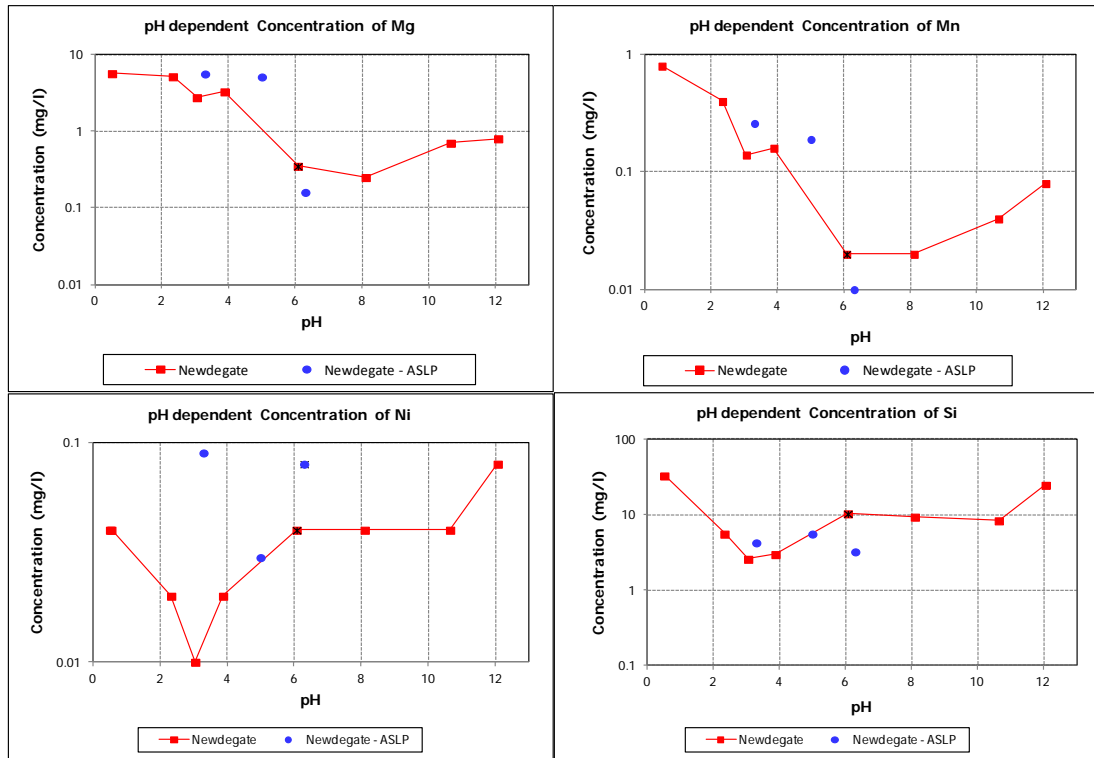 pH dependent Concentration of Mg
Concentration (mg/l)
10
1
0.1
0.01
0 2 4 6 8 10 12
pH
Newdegate Newdegate - ASLP
pH dependent Concentration of Mn
Concentration (mg/l)
1
0.1
0.01
0 2 4 6 8 10 12
pH
Newdegate Newdegate - ASLP
pH dependent Concentration of Ni
Concentration (mg/l)
0.1
0.01
0 2 4 6 8 10 12
pH
Newdegate Newdegate - ASLP
pH dependent Concentration of Si
Concentration (mg/l)
100
10
1
0.1
0 2 4 6 8 10 12
pH
Newdegate Newdegate - ASLP